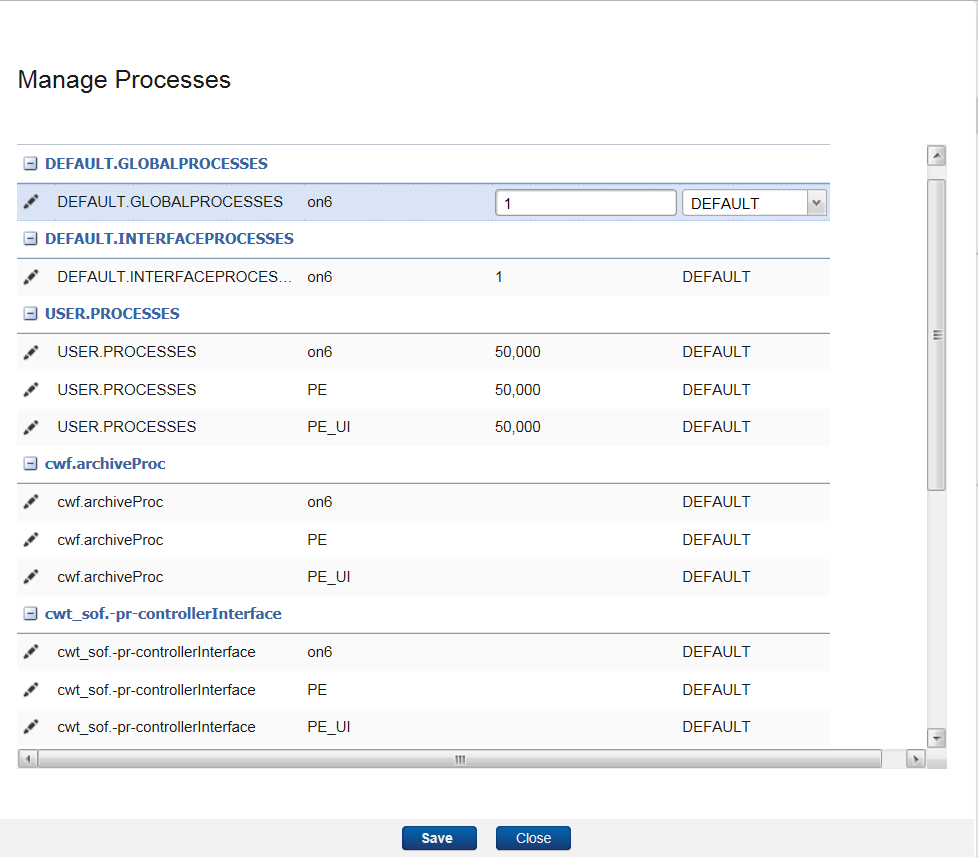 Manage Processes
DEFAULT.GLOBALPROCESSES
DEFAULT.GLOBALPROCESSES on6 1 DEFAULT
DEFAULT.INTERFACEPROCESSES
DEFAULT.INTERFACEPROCES... on6 1 DEFAULT
USER.PROCESSES
USER.PROCESSES on6 50,000 DEFAULT
USER.PROCESSES PE 50,000 DEFAULT
USER.PROCESSES PE_UI 50,000 DEFAULT
cwf.archiveProc
cwf.archiveProc on6 DEFAULT
cwf.archiveProc PE DEFAULT
cwf.archiveProc PE_UI DEFAULT
cwt_sof.-pr-controllerInterface
cwt_sof.-pr-controllerInterface on6 DEFAULT
cwt_sof.-pr-controllerInterface PE DEFAULT
cwt_sof.-pr-controllerInterface PE_UI DEFAULT
Save Close